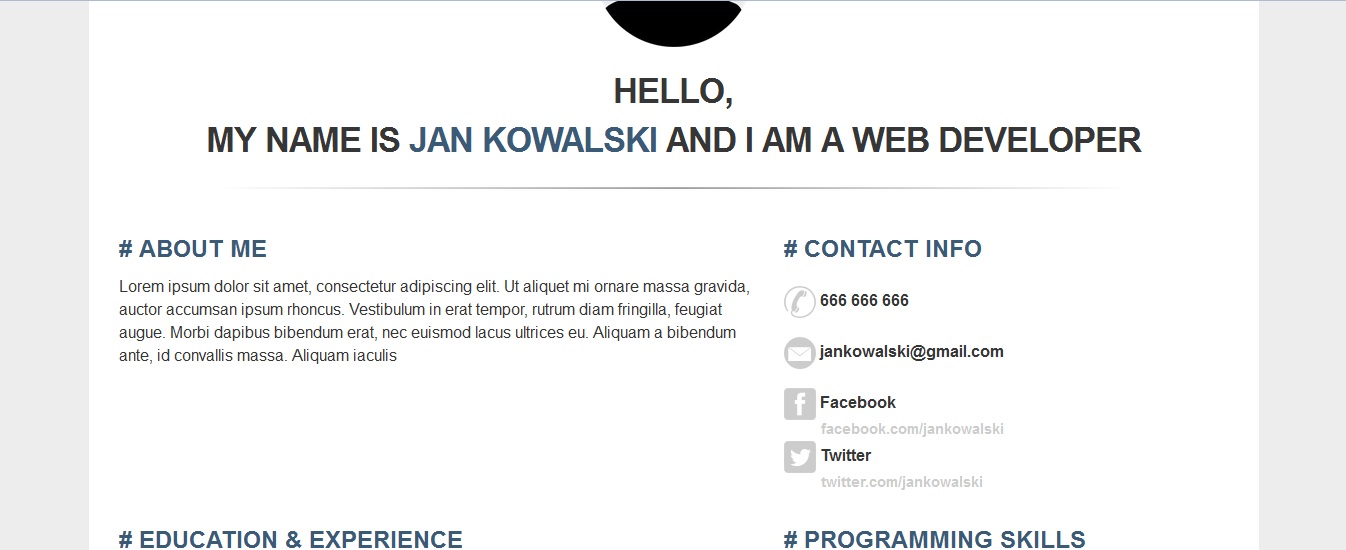 HELLO,
MY NAME IS JAN KOWALSKI AND I AM A WEB DEVELOPER
# ABOUT ME
Lorem ipsum dolor sit amet, consectetur adipiscing elit. Ut aliquet mi ornare massa gravida,
auctor accumsan ipsum rhoncus. Vestibulum in erat tempor, rutrum diam fringilla, feugiat
augue. Morbi dapibus bibendum erat, nec euismod lacus ultrices eu. Aliquam a bibendum
ante, id convallis massa. Aliquam iaculis
# CONTACT INFO
666 666 666
jankowalski@gmail.com
Facebook
facebook.com/jankowalski
Twitter
twitter.com/jankowalski
# EDUCATION & EXPERIENCE
# PROGRAMMING SKILLS